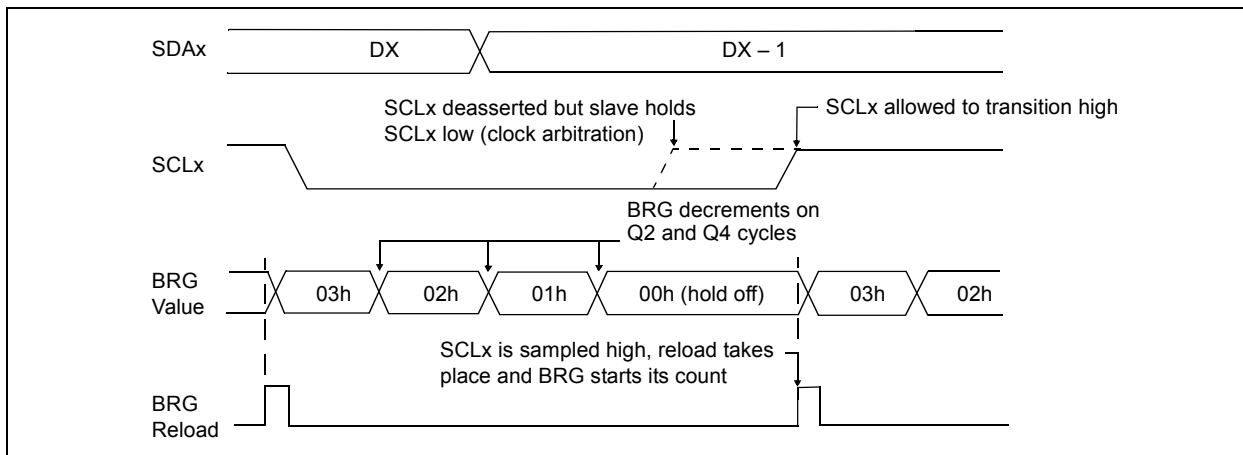 SDAx
DX
DX – 1
SCLx deasserted but slave holds
SCLx low (clock arbitration)
SCLx allowed to transition high
SCLx
BRG decrements on
Q2 and Q4 cycles
BRG
Value
03h
02h
01h
00h (hold off)
03h
02h
SCLx is sampled high, reload takes
place and BRG starts its count
BRG
Reload